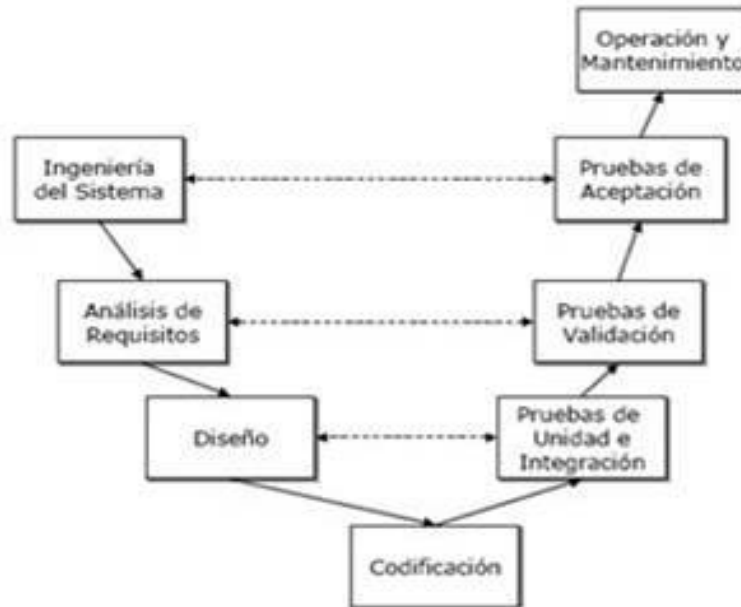 Operación y
Mantenimiento
Ingeniería
del Sistema
Pruebas de
Aceptación
Análisis de
Requisitos
Pruebas de
Validación
Diseño
Pruebas de
Unidad e
Integración
Codificación